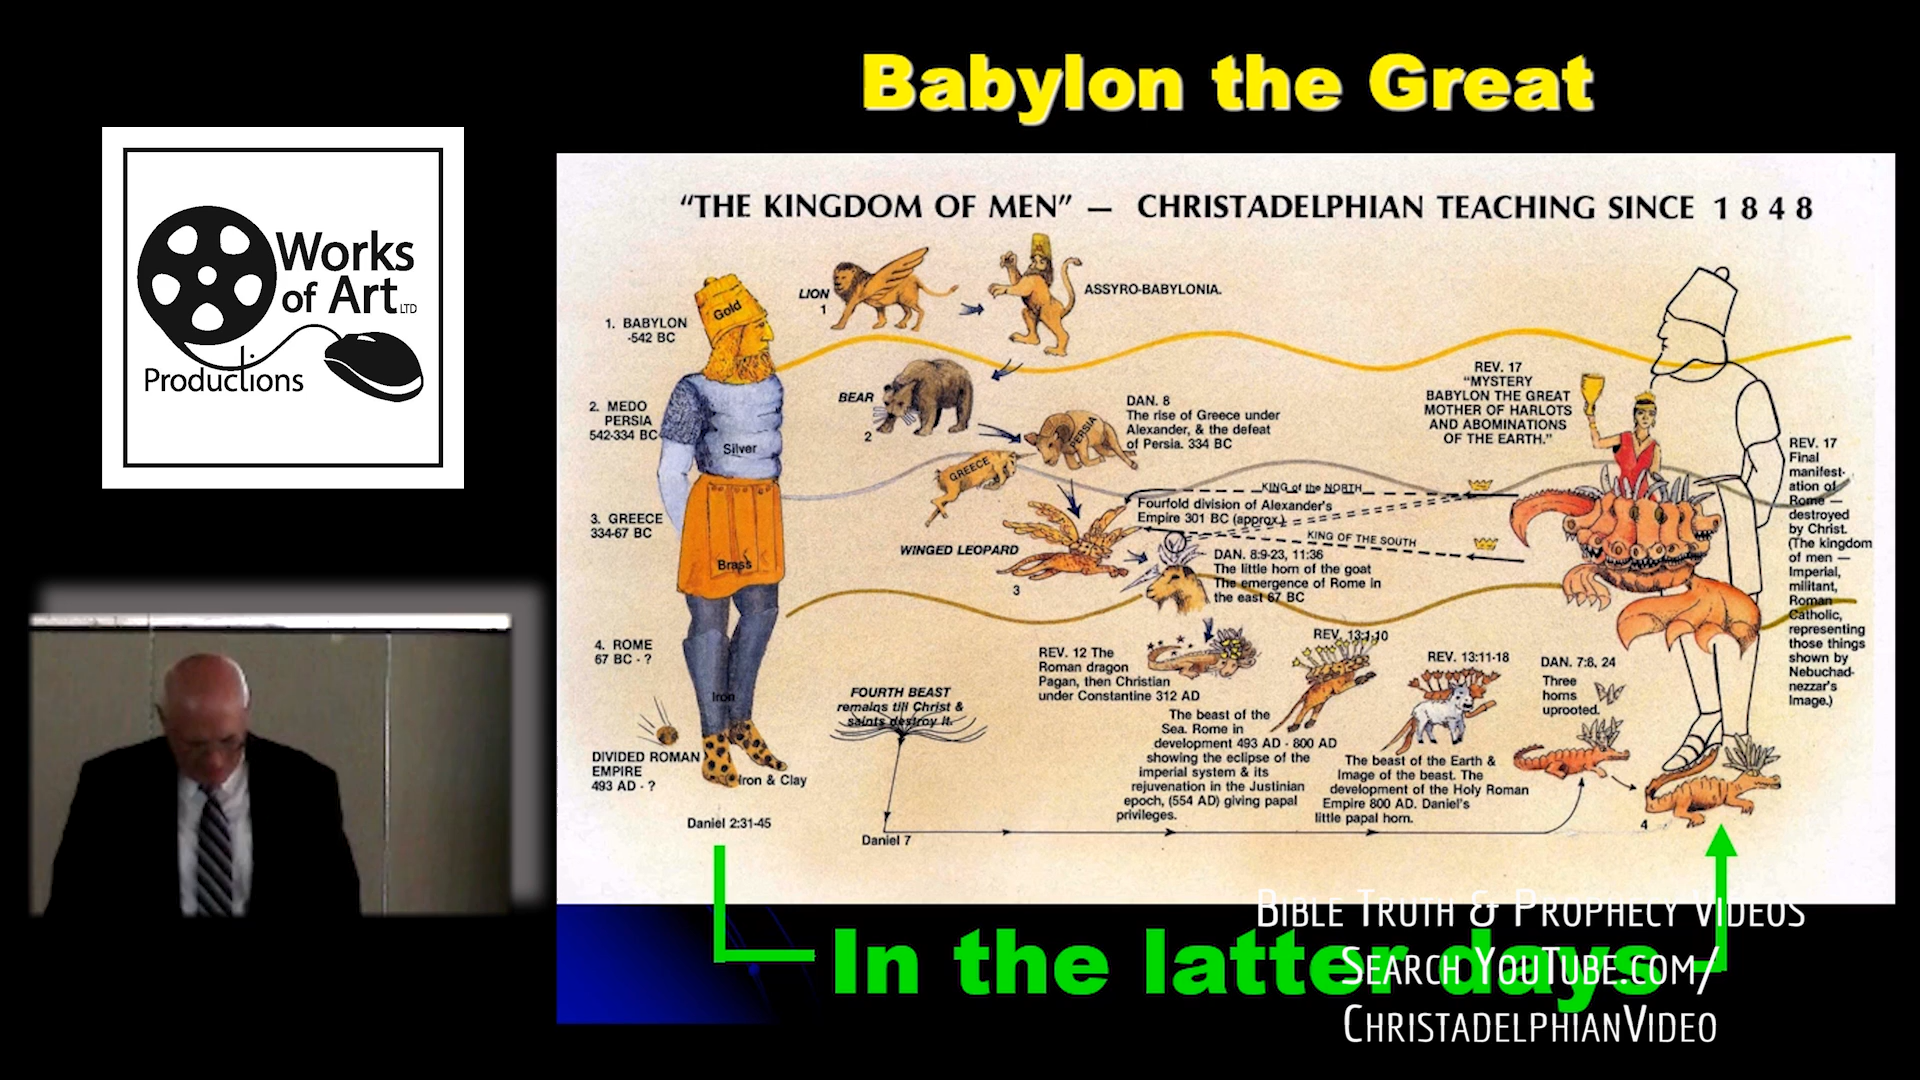 Babylon the Great
Works
of Art LTD
Productions
"THE KINGDOM OF MEN" — CHRISTADELPHIAN TEACHING SINCE 1848
LION
1
ASSYRO-BABYLONIA.
Gold
1. BABYLON
-542 BC
BEAR
2
2. MEDO
PERSIA
542-334 BC
Silver
DAN. 8
The rise of Greece under
Alexander, & the defeat
of Persia. 334 BC
PERSIA
GREECE
REV. 17
"MYSTERY
BABYLON THE GREAT
MOTHER OF HARLOTS
AND ABOMINATIONS
OF THE EARTH."
REV. 17
Final
manifest-
ation of
Rome —
destroyed
by Christ.
(The kingdom
of men —
Imperial,
militant,
Roman
Catholic,
representing
those things
shown by
Nebuchad-
nezzar's
Image.)
KING of the NORTH
Fourfold division of Alexander's
Empire 301 BC (approx.)
KING OF THE SOUTH
3. GREECE
334-67 BC
Brass
WINGED LEOPARD
3
DAN. 8:9-23, 11:36
The little horn of the goat
The emergence of Rome in
the east 67 BC
4. ROME
67 BC - ?
Iron
FOURTH BEAST
remains till Christ &
saints destroy it.
REV. 12 The
Roman dragon
Pagan, then Christian
under Constantine 312 AD
REV. 13:1-10
The beast of the
Sea. Rome in
development 493 AD - 800 AD
showing the eclipse of the
imperial system & its
rejuvenation in the Justinian
epoch, (554 AD) giving papal
privileges.
REV. 13:11-18
The beast of the Earth &
Image of the beast. The
development of the Holy Roman
Empire 800 AD. Daniel's
little papal horn.
DAN. 7:8, 24
Three
horns
uprooted.
4
DIVIDED ROMAN
EMPIRE
493 AD - ?
Iron & Clay
Daniel 2:31-45
Daniel 7
In the latter days
Bible Truth & Prophecy Videos
Search YouTube.com/
ChristadelphianVideo